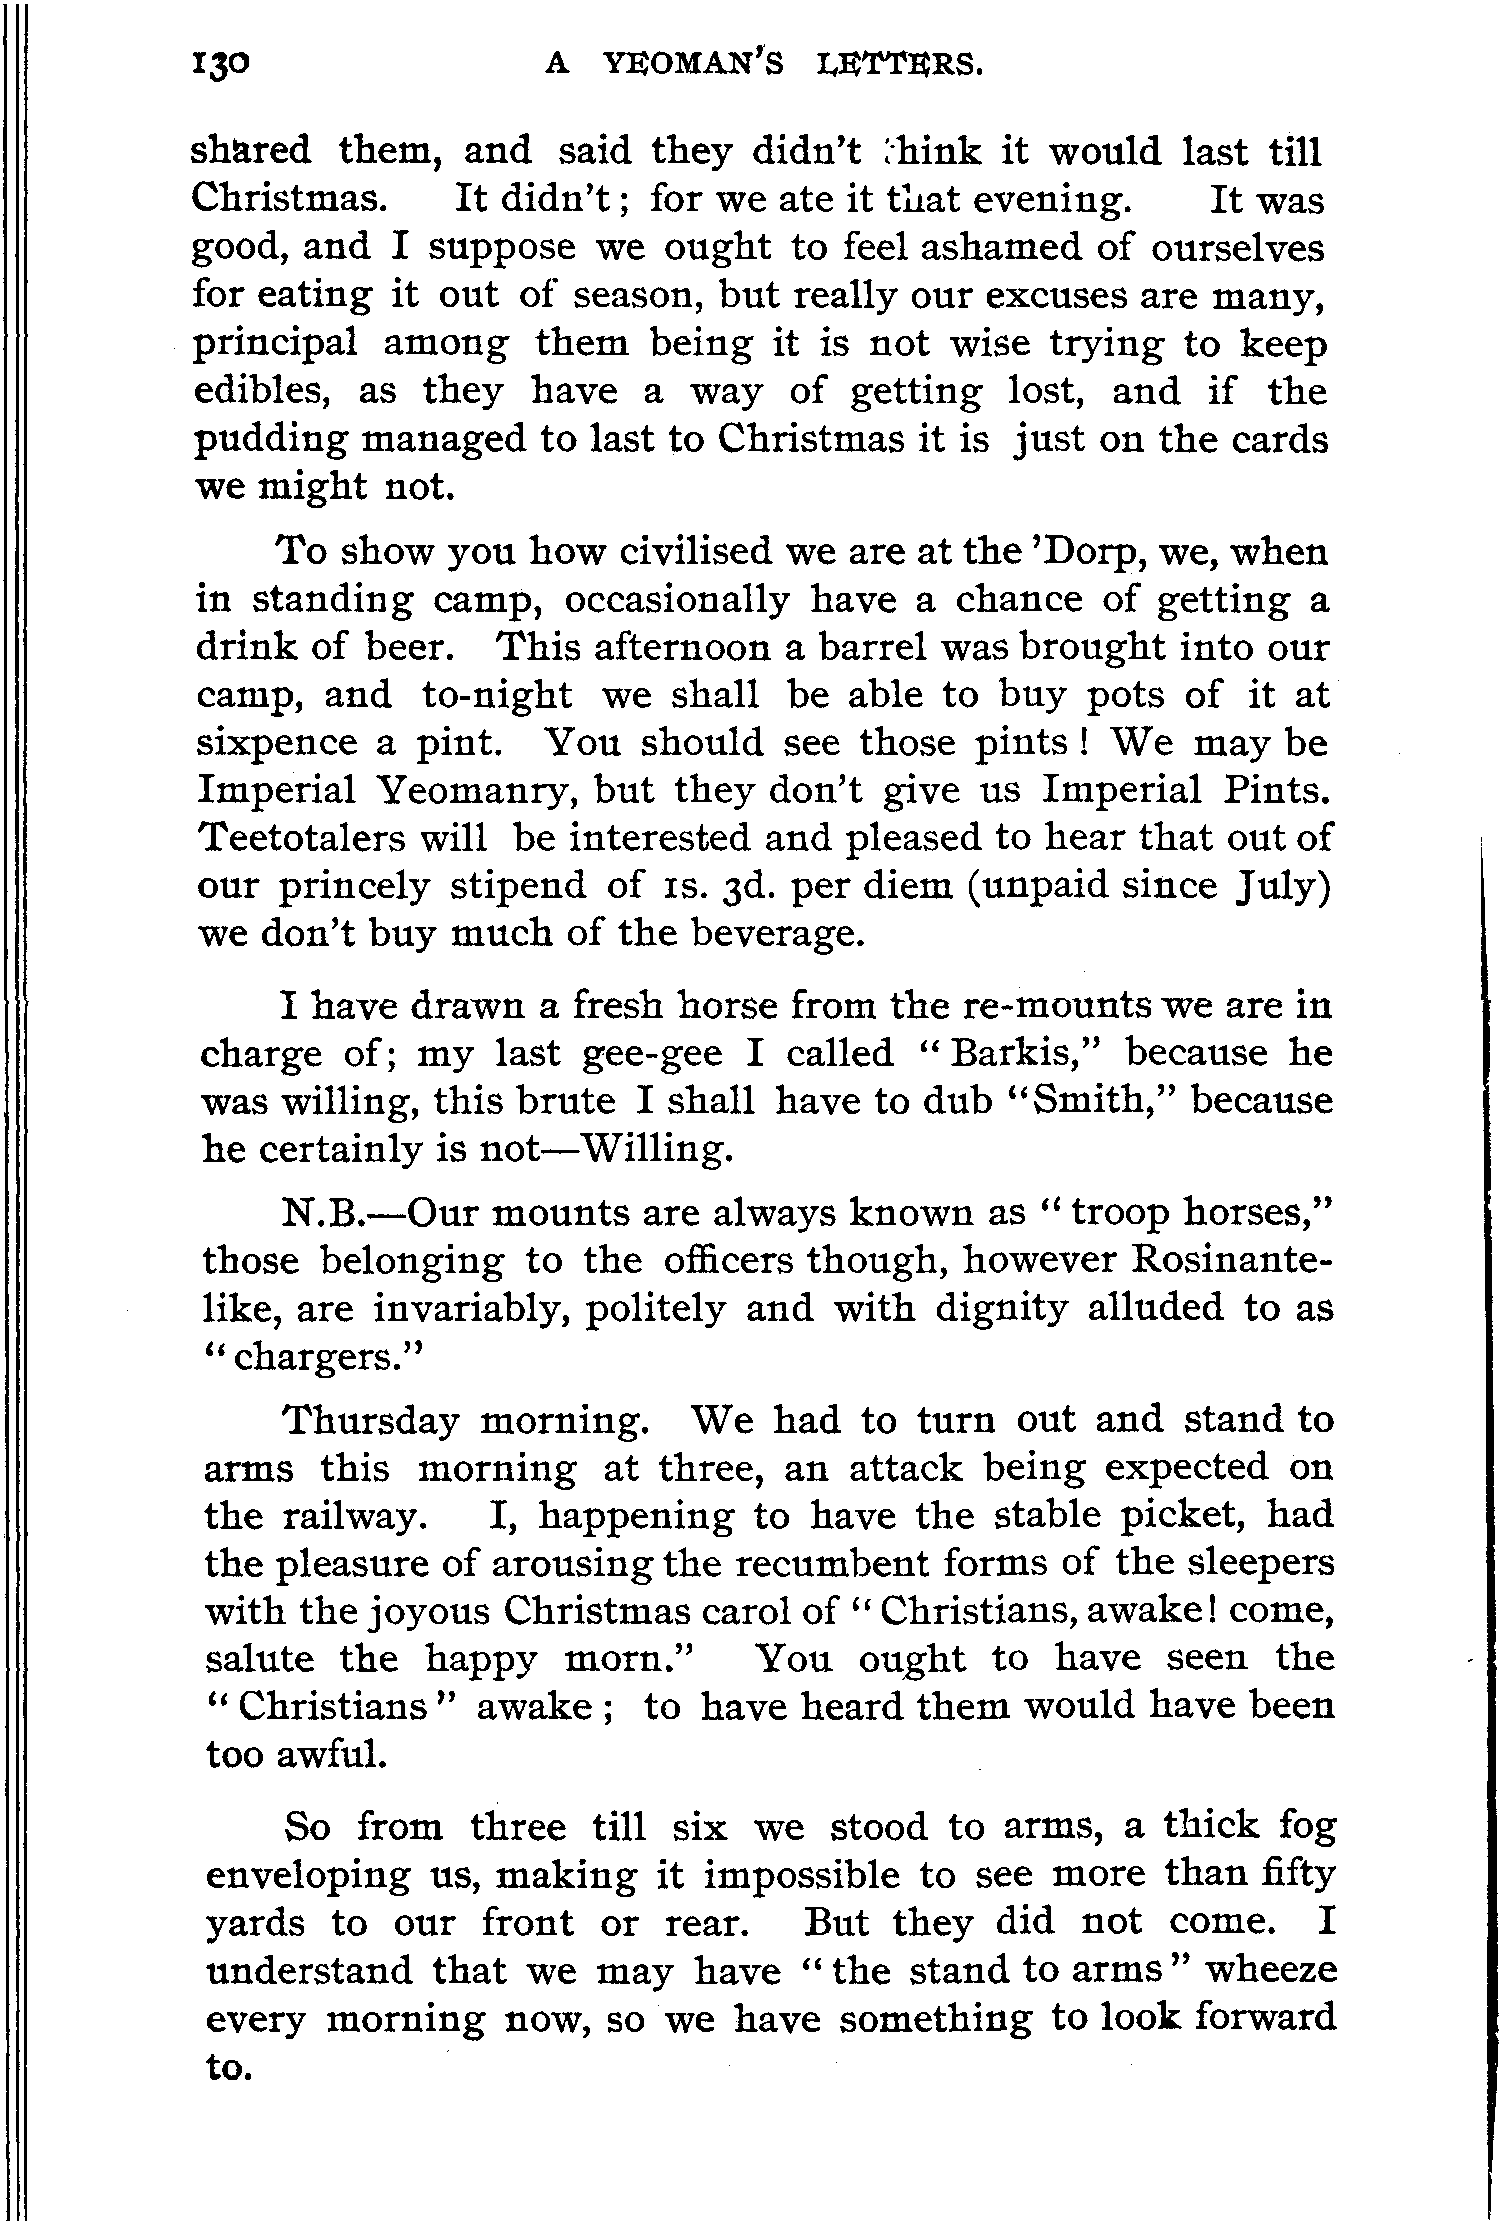 130 A YEOMAN'S LETTERS.
shared them, and said they didn't think it would last till
Christmas. It didn't; for we ate it that evening. It was
good, and I suppose we ought to feel ashamed of ourselves
for eating it out of season, but really our excuses are many,
principal among them being it is not wise trying to keep
edibles, as they have a way of getting lost, and if the
pudding managed to last to Christmas it is just on the cards
we might not.
To show you how civilised we are at the 'Dorp, we, when
in standing camp, occasionally have a chance of getting a
drink of beer. This afternoon a barrel was brought into our
camp, and to-night we shall be able to buy pots of it at
sixpence a pint. You should see those pints! We may be
Imperial Yeomanry, but they don't give us Imperial Pints.
Teetotalers will be interested and pleased to hear that out of
our princely stipend of 1s. 3d. per diem (unpaid since July)
we don't buy much of the beverage.
I have drawn a fresh horse from the re-mounts we are in
charge of; my last gee-gee I called "Barkis," because he
was willing, this brute I shall have to dub "Smith," because
he certainly is not—Willing.
N.B.—Our mounts are always known as "troop horses,"
those belonging to the officers though, however Rosinante-
like, are invariably, politely and with dignity alluded to as
"chargers."
Thursday morning. We had to turn out and stand to
arms this morning at three, an attack being expected on
the railway. I, happening to have the stable picket, had
the pleasure of arousing the recumbent forms of the sleepers
with the joyous Christmas carol of "Christians, awake! come,
salute the happy morn." You ought to have seen the
"Christians" awake; to have heard them would have been
too awful.
So from three till six we stood to arms, a thick fog
enveloping us, making it impossible to see more than fifty
yards to our front or rear. But they did not come. I
understand that we may have "the stand to arms" wheeze
every morning now, so we have something to look forward
to.